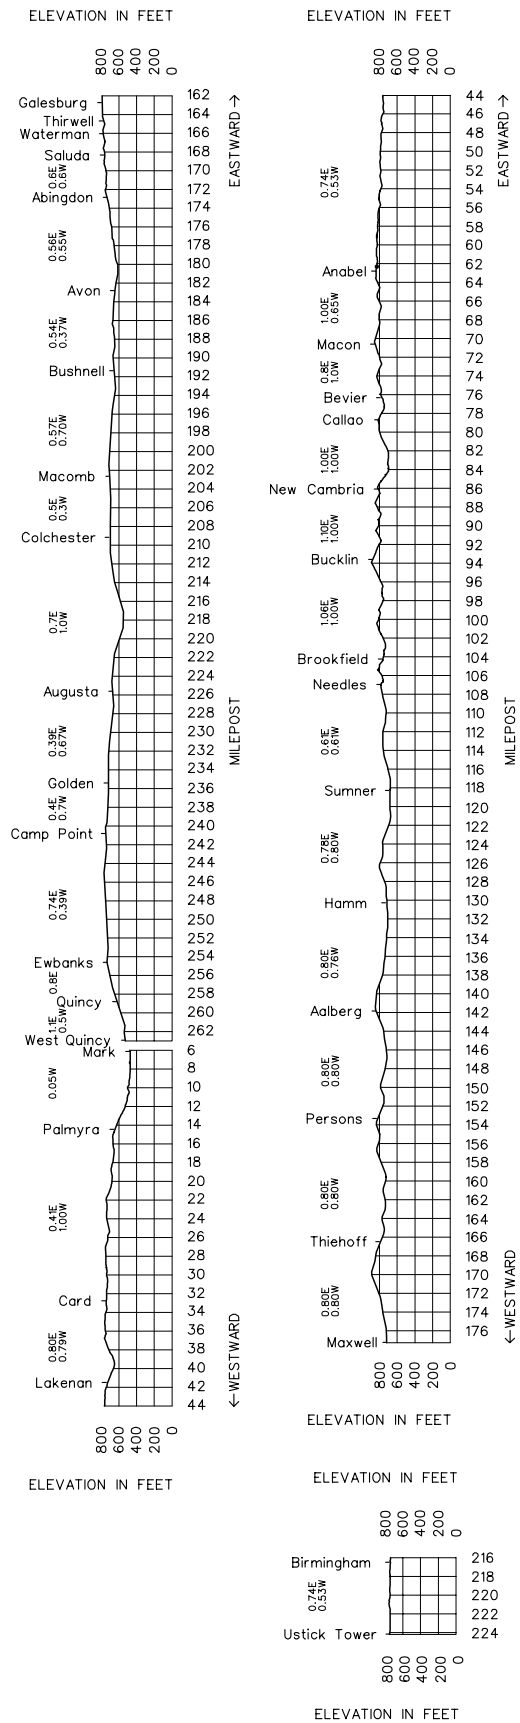 ELEVATION IN FEET
800 600 400 200 0
Galesburg
Thirwell
Waterman
Saluda
0.6E
0.6W
Abingdon
0.56E
0.55W
Avon
0.54E
0.37W
Bushnell
0.57E
0.70W
Macomb
0.5E
0.3W
Colchester
0.7E
1.0W
Augusta
0.39E
0.67W
Golden
0.4E
0.7W
Camp Point
0.74E
0.39W
Ewbanks
0.8E
Quincy
1.1E
0.5W
West Quincy
Mark
0.05W
Palmyra
0.41E
1.00W
Card
0.80E
0.79W
Lakenan
162
164
166
168
170
172
174
176
178
180
182
184
186
188
190
192
194
196
198
200
202
204
206
208
210
212
214
216
218
220
222
224
226
228
230
232
234
236
238
240
242
244
246
248
250
252
254
256
258
260
262
6
8
10
12
14
16
18
20
22
24
26
28
30
32
34
36
38
40
42
44
EASTWARD→
MILEPOST
←WESTWARD
800 600 400 200 0
ELEVATION IN FEET
ELEVATION IN FEET
800 600 400 200 0
0.74E
0.53W
Anabel
1.00E
0.65W
Macon
0.8E
1.0W
Bevier
Callao
1.00E
1.00W
New Cambria
1.10E
1.00W
Bucklin
1.06E
1.00W
Brookfield
Needles
0.61E
0.61W
Sumner
0.78E
0.80W
Hamm
0.80E
0.76W
Aalberg
0.80E
0.80W
Persons
0.80E
0.80W
Thiehoff
0.80E
0.80W
Maxwell
44
46
48
50
52
54
56
58
60
62
64
66
68
70
72
74
76
78
80
82
84
86
88
90
92
94
96
98
100
102
104
106
108
110
112
114
116
118
120
122
124
126
128
130
132
134
136
138
140
142
144
146
148
150
152
154
156
158
160
162
164
166
168
170
172
174
176
EASTWARD→
MILEPOST
←WESTWARD
800 600 400 200 0
ELEVATION IN FEET
ELEVATION IN FEET
800 600 400 200 0
Birmingham
0.74E
0.53W
Ustick Tower
216
218
220
222
224
800 600 400 200 0
ELEVATION IN FEET